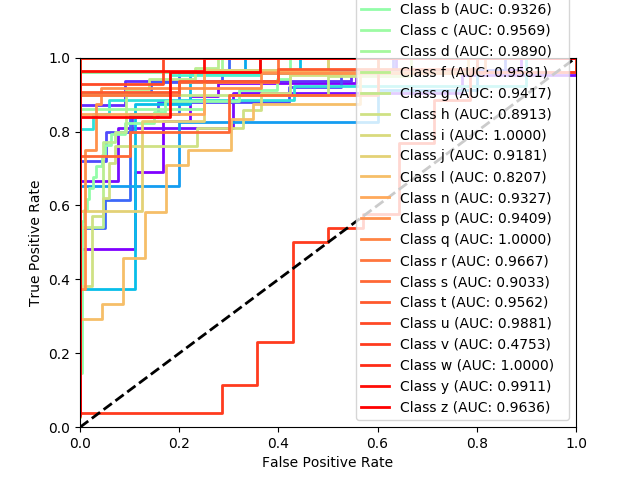 Class b (AUC: 0.9326)
Class c (AUC: 0.9569)
Class d (AUC: 0.9890)
Class f (AUC: 0.9581)
Class g (AUC: 0.9417)
Class h (AUC: 0.8913)
Class i (AUC: 1.0000)
Class j (AUC: 0.9181)
Class l (AUC: 0.8207)
Class n (AUC: 0.9327)
Class p (AUC: 0.9409)
Class q (AUC: 1.0000)
Class r (AUC: 0.9667)
Class s (AUC: 0.9033)
Class t (AUC: 0.9562)
Class u (AUC: 0.9881)
Class v (AUC: 0.4753)
Class w (AUC: 1.0000)
Class y (AUC: 0.9911)
Class z (AUC: 0.9636)
1.0
0.8
0.6
0.4
0.2
0.0
True Positive Rate
0.0 0.2 0.4 0.6 0.8 1.0
False Positive Rate